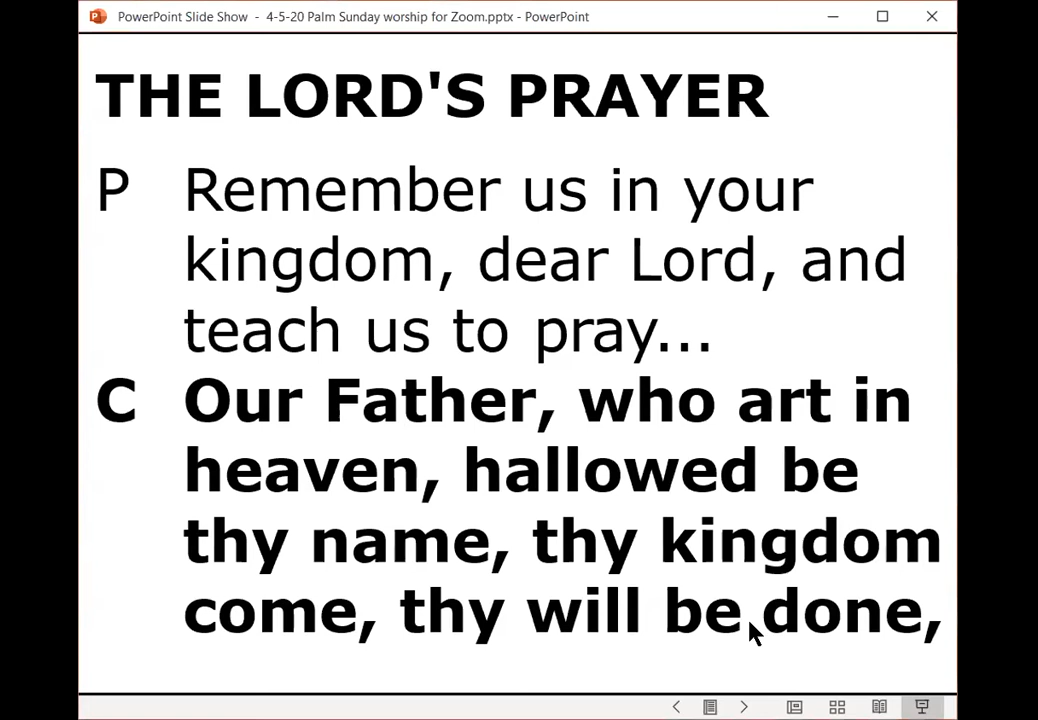 PowerPoint Slide Show - 4-5-20 Palm Sunday worship for Zoom.pptx - PowerPoint
THE LORD'S PRAYER
P Remember us in your
kingdom, dear Lord, and
teach us to pray...
C Our Father, who art in
heaven, hallowed be
thy name, thy kingdom
come, thy will be done,